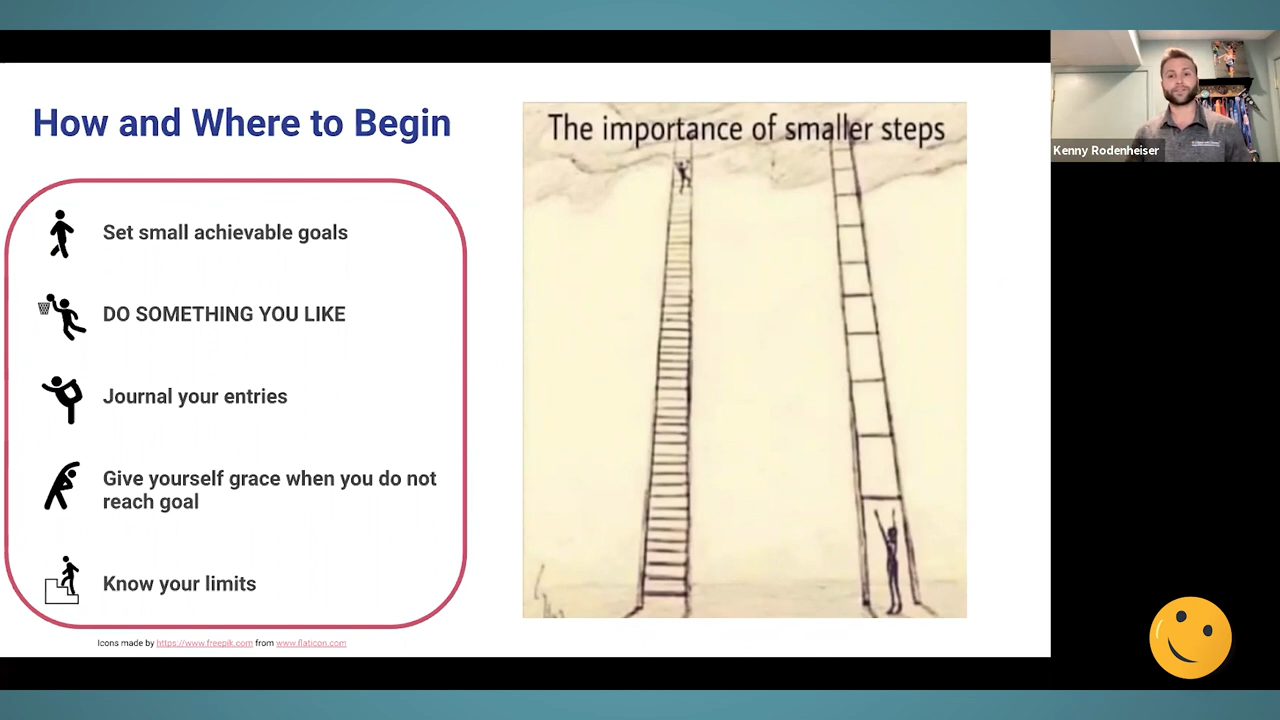 How and Where to Begin
Set small achievable goals
DO SOMETHING YOU LIKE
Journal your entries
Give yourself grace when you do not
reach goal
Know your limits
Icons made by https://www.freepik.com from www.flaticon.com
The importance of smaller steps
Kenny Rodenheiser